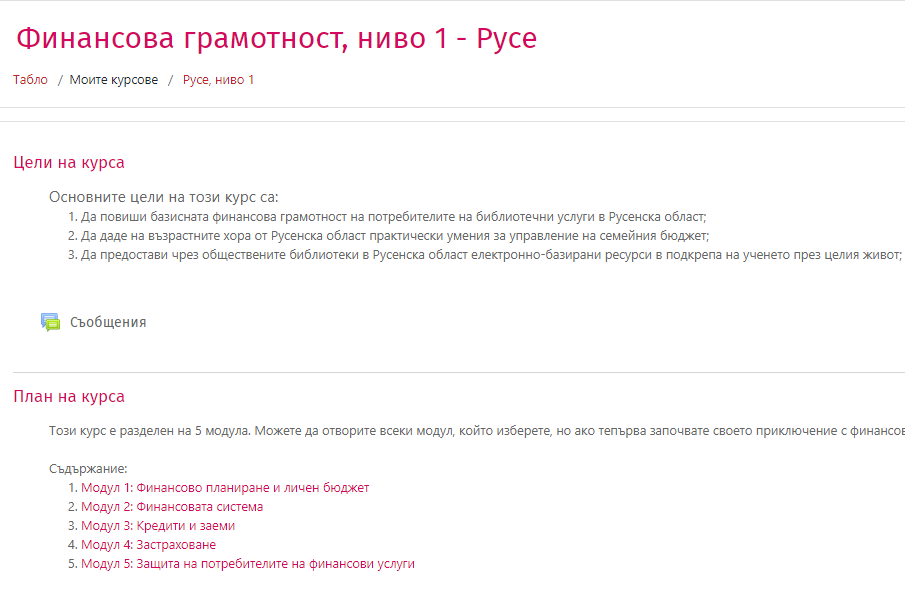 Финансова грамотност, ниво 1 - Русе
Табло / Моите курсове / Русе, ниво 1
Цели на курса
Основните цели на този курс са:
1. Да повиши базисната финансова грамотност на потребителите на библиотечни услуги в Русенска област;
2. Да даде на възрастните хора от Русенска област практически умения за управление на семейния бюджет;
3. Да предостави чрез обществените библиотеки в Русенска област електронно-базирани ресурси в подкрепа на ученето през целия живот;
Съобщения
План на курса
Този курс е разделен на 5 модула. Можете да отворите всеки модул, който изберете, но ако тепърва започвате своето приключение с финансов
Съдържание:
1. Модул 1: Финансово планиране и личен бюджет
2. Модул 2: Финансовата система
3. Модул 3: Кредити и заеми
4. Модул 4: Застраховане
5. Модул 5: Защита на потребителите на финансови услуги